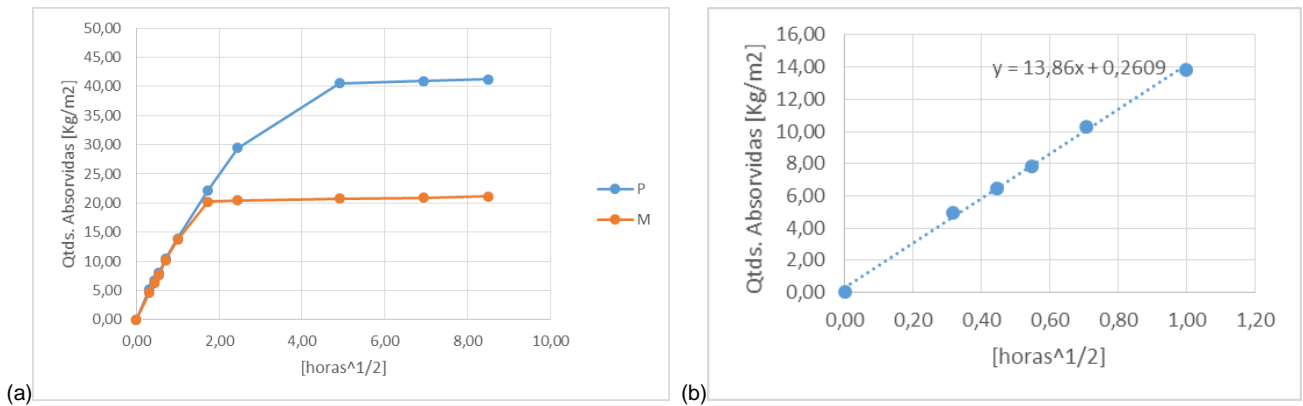 50,00
45,00
40,00
35,00
30,00
25,00
20,00
15,00
10,00
5,00
0,00
Qtds. Absorvidas [Kg/m2]
0,00 2,00 4,00 6,00 8,00 10,00
[horas^1/2]
P
M
(a)
16,00
14,00
12,00
10,00
8,00
6,00
4,00
2,00
0,00
Qtds. Absorvidas [Kg/m2]
y = 13,86x + 0,2609
0,00 0,20 0,40 0,60 0,80 1,00 1,20
[horas^1/2]
(b)